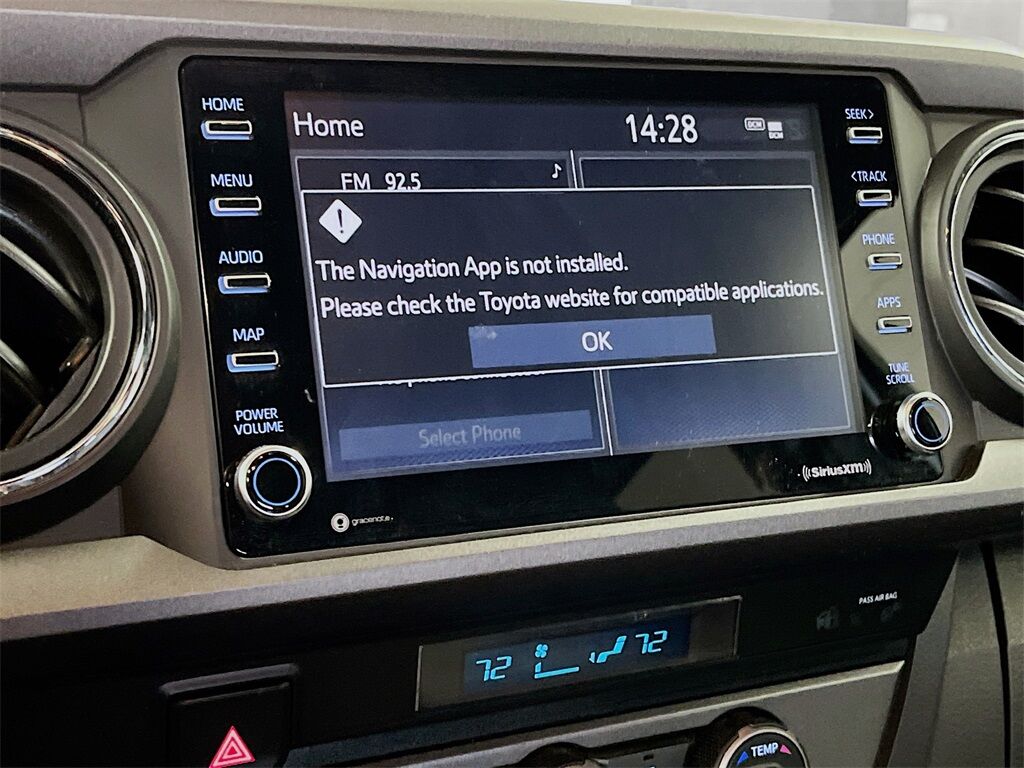 HOME
MENU
AUDIO
MAP
POWER
VOLUME
Home
14:28
DCM
DCM
FM 92.5
The Navigation App is not installed.
Please check the Toyota website for compatible applications.
OK
Select Phone
SEEK>
<TRACK
PHONE
APPS
TUNE
SCROLL
gracenote.
((SiriusXM))
PASS AIR BAG
72 72
TEMP